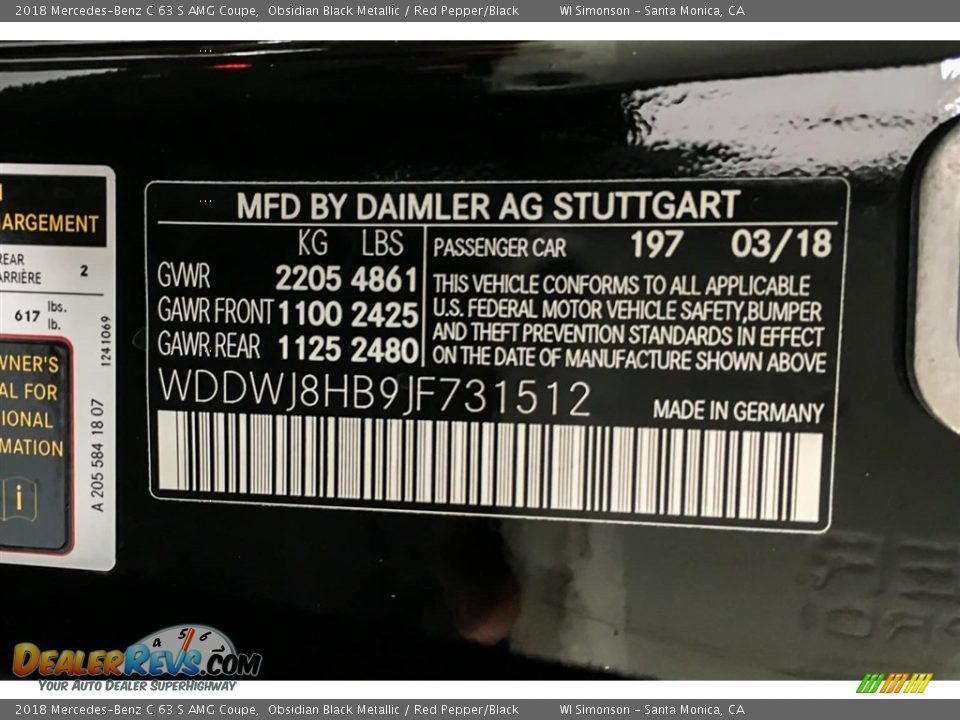 2018 Mercedes-Benz C 63 S AMG Coupe, Obsidian Black Metallic / Red Pepper/Black WI Simonson - Santa Monica, CA
ARGEMENT
REAR
ARRIÈRE 2
617 lbs.
lb.
1241069
WNER'S
AL FOR
IONAL
MATION
i
A 205 584 18 07
MFD BY DAIMLER AG STUTTGART
KG LBS
GVWR 2205 4861
GAWR FRONT 1100 2425
GAWR REAR 1125 2480
PASSENGER CAR 197 03/18
THIS VEHICLE CONFORMS TO ALL APPLICABLE
U.S. FEDERAL MOTOR VEHICLE SAFETY,BUMPER
AND THEFT PREVENTION STANDARDS IN EFFECT
ON THE DATE OF MANUFACTURE SHOWN ABOVE
WDDWJ8HB9JF731512
MADE IN GERMANY
4 5 6
DEALERREVS.COM
YOUR AUTO DEALER SUPERHIGHWAY
2018 Mercedes-Benz C 63 S AMG Coupe, Obsidian Black Metallic / Red Pepper/Black WI Simonson - Santa Monica, CA